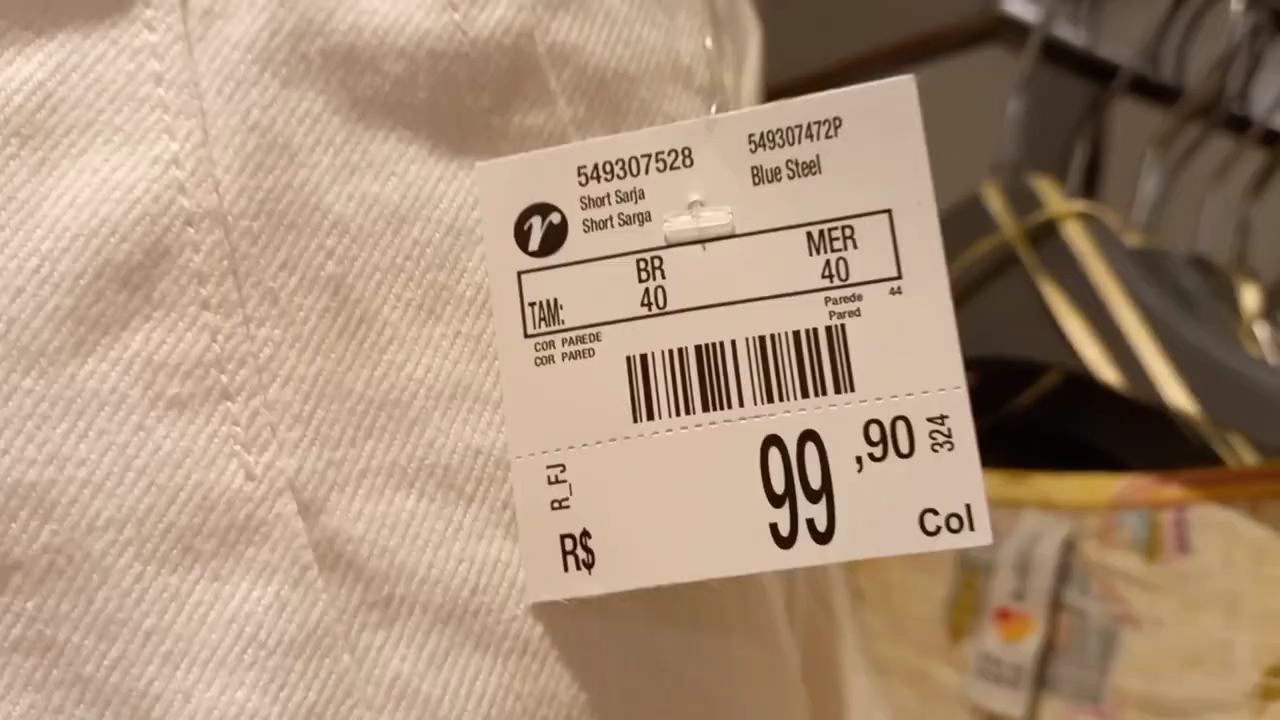 549307528
549307472P
Short Sarja
Blue Steel
Short Sarga
r
BR
MER
TAM:
40
40
COR PAREDE
Parede
44
COR PARED
Pared
R_FJ
99,90
324
R$
Col